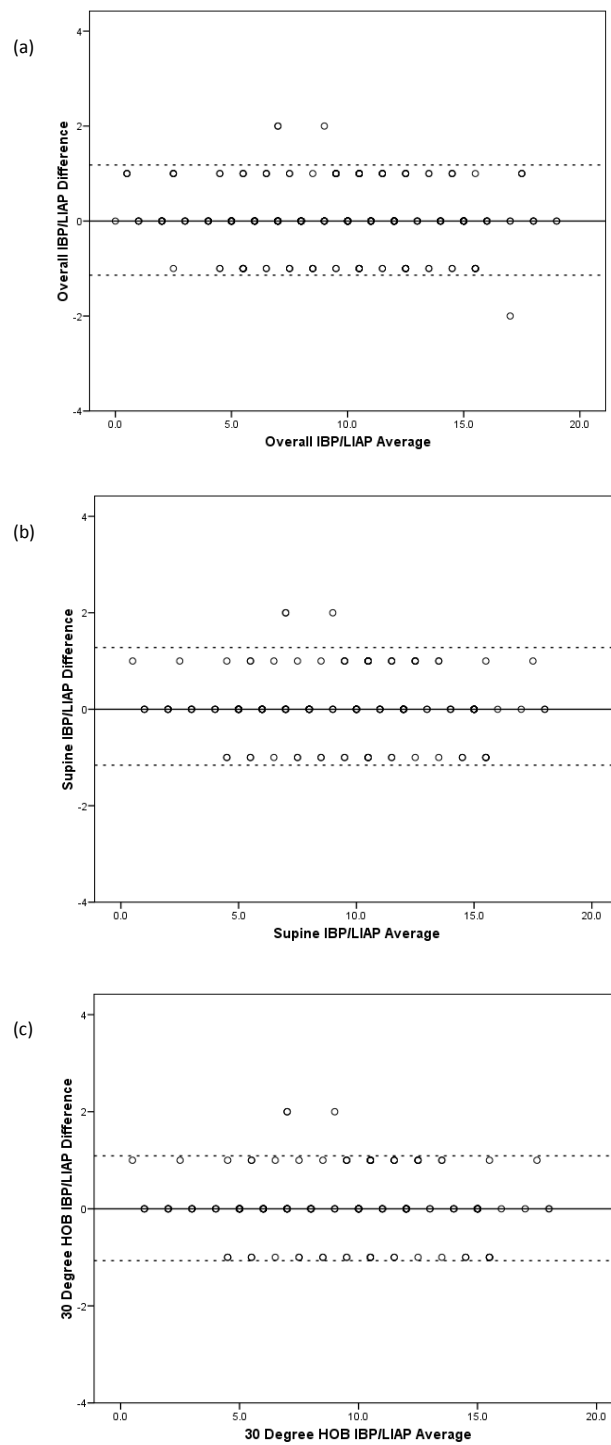 (a)
4
2
0
-2
-4
Overall IBP/LIAP Difference
0.0 5.0 10.0 15.0 20.0
Overall IBP/LIAP Average
(b)
4
2
0
-2
-4
Supine IBP/LIAP Difference
0.0 5.0 10.0 15.0 20.0
Supine IBP/LIAP Average
(c)
4
2
0
-2
-4
30 Degree HOB IBP/LIAP Difference
0.0 5.0 10.0 15.0 20.0
30 Degree HOB IBP/LIAP Average